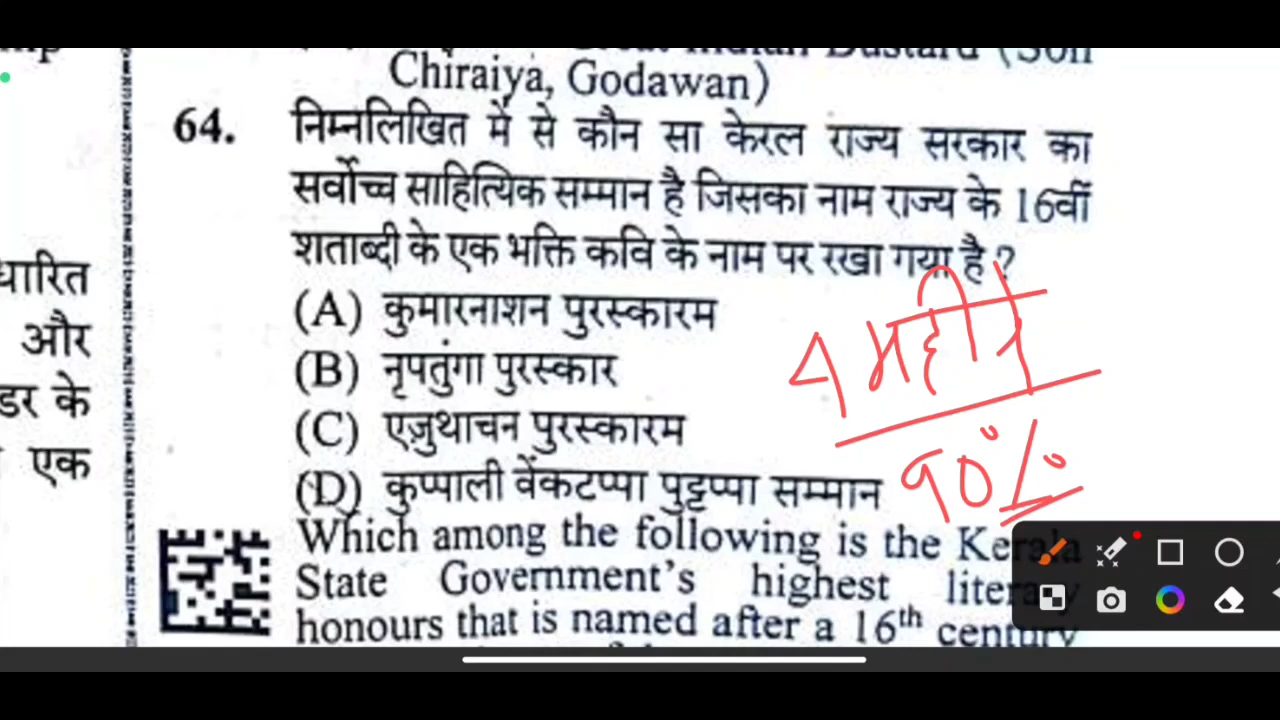 Chiraiya, Godawan)
64. निम्नलिखित में से कौन सा केरल राज्य सरकार का
सर्वोच्च साहित्यिक सम्मान है जिसका नाम राज्य के 16वीं
शताब्दी के एक भक्ति कवि के नाम पर रखा गया है ?
(A) कुमारनाशन पुरस्कारम
(B) नृपतुंगा पुरस्कार
(C) एज़ुथाचन पुरस्कारम
(D) कुप्पाली वेंकटप्पा पुट्टप्पा सम्मान
Which among the following is the Kerala
State Government's highest literary
honours that is named after a 16th century
धारित
और
डर के
एक
90%